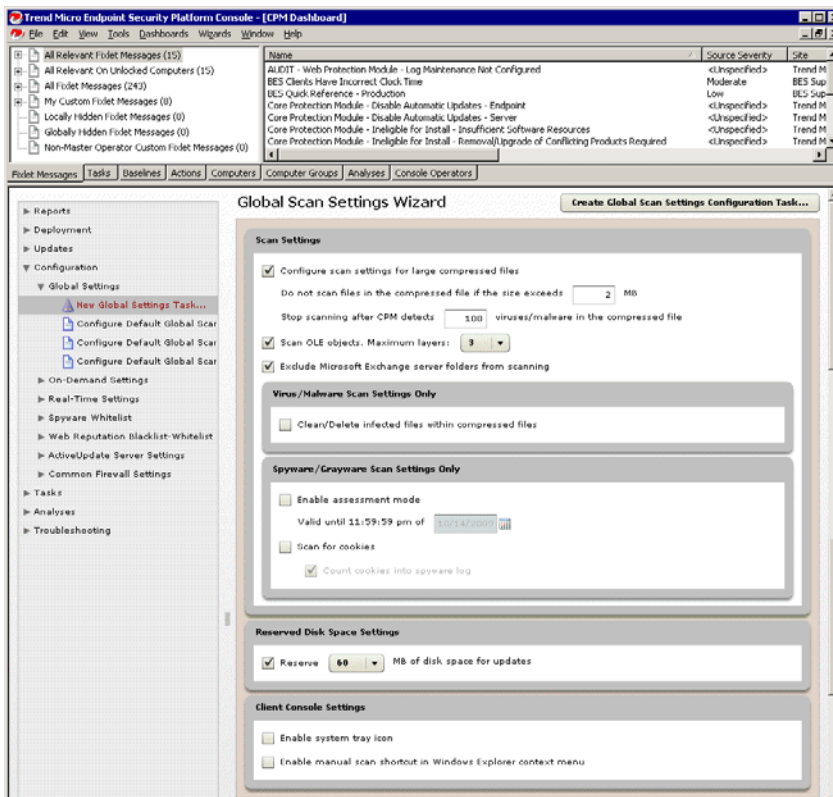 Trend Micro Endpoint Security Platform Console - [CPM Dashboard]
File Edit View Tools Dashboards Wizards Window Help
All Relevant Fixlet Messages (15)
All Relevant On Unlocked Computers (15)
All Fixlet Messages (243)
My Custom Fixlet Messages (0)
Locally Hidden Fixlet Messages (0)
Globally Hidden Fixlet Messages (0)
Non-Master Operator Custom Fixlet Messages (0)
Name Source Severity Site
AUDIT - Web Protection Module - Log Maintenance Not Configured <Unspecified> Trend M
BES Clients Have Incorrect Clock Time Moderate BES Sup
BES Quick Reference - Production Low BES Sup
Core Protection Module - Disable Automatic Updates - Endpoint <Unspecified> Trend M
Core Protection Module - Disable Automatic Updates - Server <Unspecified> Trend M
Core Protection Module - Ineligible for Install - Insufficient Software Resources <Unspecified> Trend M
Core Protection Module - Ineligible for Install - Removal/Upgrade of Conflicting Products Required <Unspecified> Trend M
Fixlet Messages Tasks Baselines Actions Computers Computer Groups Analyses Console Operators
Reports
Deployment
Updates
Configuration
Global Settings
New Global Settings Task...
Configure Default Global Scar
Configure Default Global Scar
Configure Default Global Scar
On-Demand Settings
Real-Time Settings
Spyware Whitelist
Web Reputation Blacklist-Whitelist
ActiveUpdate Server Settings
Common Firewall Settings
Tasks
Analyses
Troubleshooting
Global Scan Settings Wizard
Create Global Scan Settings Configuration Task...
Scan Settings
Configure scan settings for large compressed files
Do not scan files in the compressed file if the size exceeds 2 MB
Stop scanning after CPM detects 100 viruses/malware in the compressed file
Scan OLE objects. Maximum layers: 3
Exclude Microsoft Exchange server folders from scanning
Virus/Malware Scan Settings Only
Clean/Delete infected files within compressed files
Spyware/Grayware Scan Settings Only
Enable assessment mode
Valid until 11:59:59 pm of 10/14/2009
Scan for cookies
Count cookies into spyware log
Reserved Disk Space Settings
Reserve 60 MB of disk space for updates
Client Console Settings
Enable system tray icon
Enable manual scan shortcut in Windows Explorer context menu